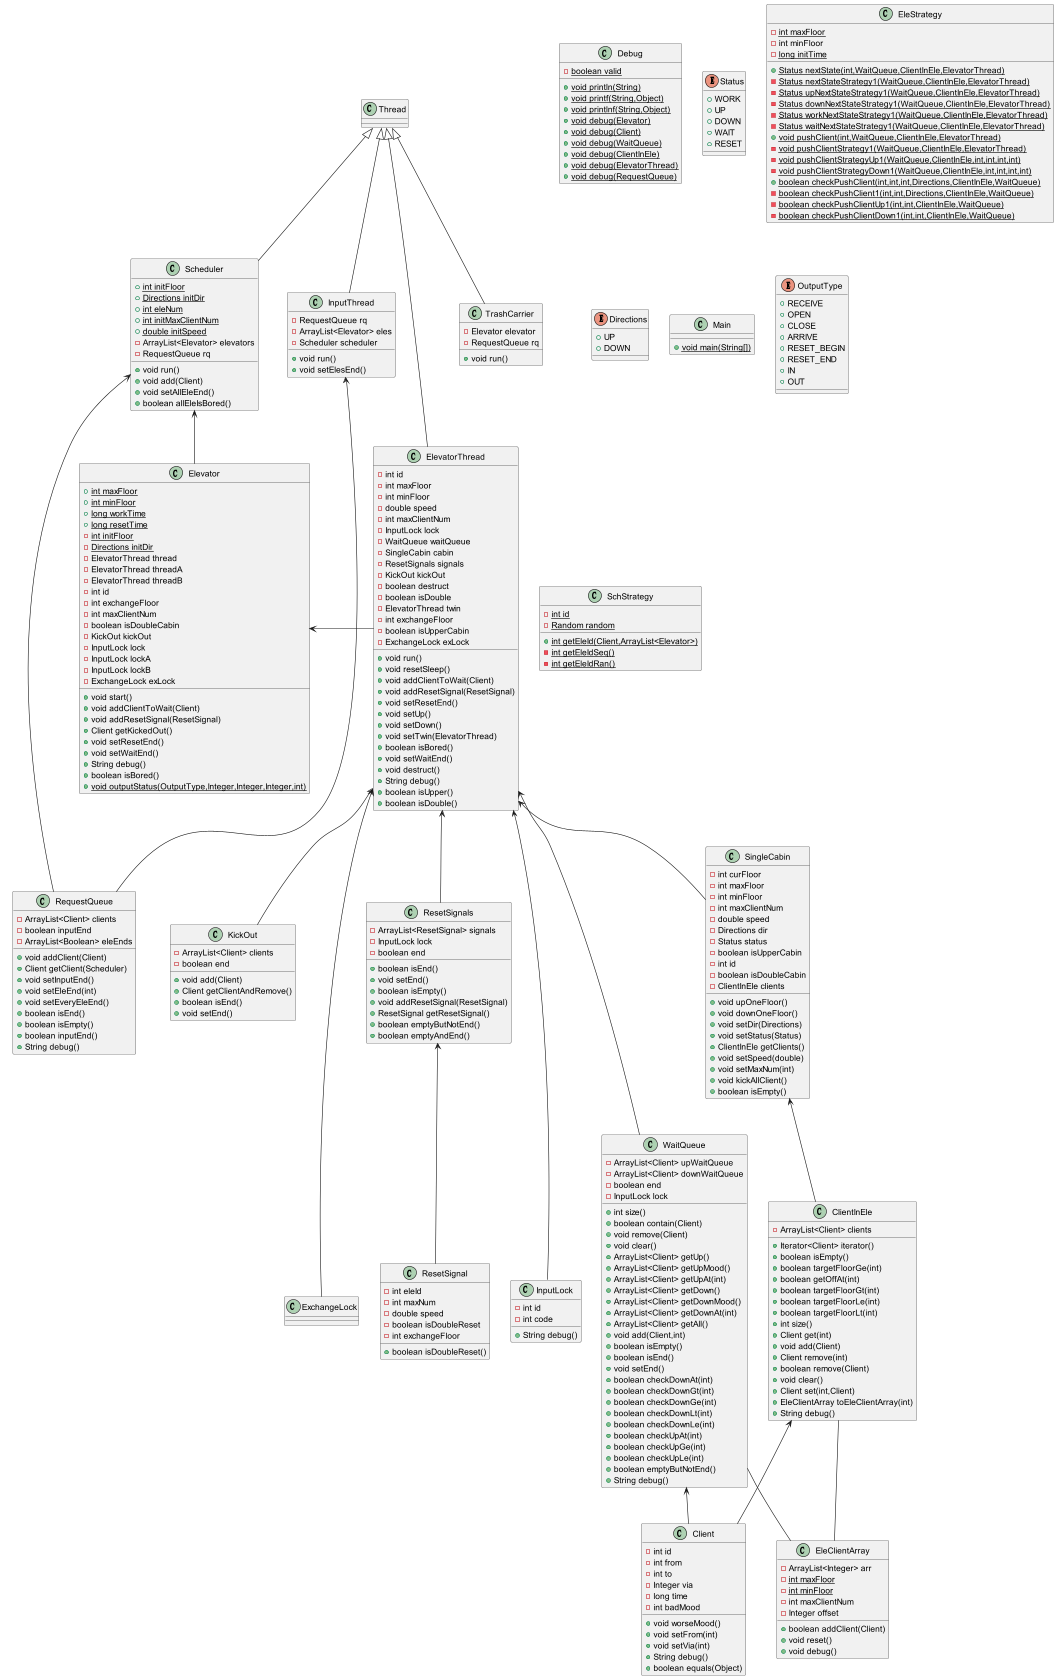 EleStrategy
int maxFloor
int minFloor
long initTime
Status nextState(int,WaitQueue,ClientInEle,ElevatorThread)
Status nextStateStrategy1(WaitQueue,ClientInEle,ElevatorThread)
Status upNextStateStrategy1(WaitQueue,ClientInEle,ElevatorThread)
Status downNextStateStrategy1(WaitQueue,ClientInEle,ElevatorThread)
Status workNextStateStrategy1(WaitQueue,ClientInEle,ElevatorThread)
Status waitNextStateStrategy1(WaitQueue,ClientInEle,ElevatorThread)
void pushClient(int,WaitQueue,ClientInEle,ElevatorThread)
void pushClientStrategy1(WaitQueue,ClientInEle,ElevatorThread)
void pushClientStrategyUp1(WaitQueue,ClientInEle,int,int,int,int)
void pushClientStrategyDown1(WaitQueue,ClientInEle,int,int,int,int)
boolean checkPushClient(int,int,int,Directions,ClientInEle,WaitQueue)
boolean checkPushClient1(int,int,Directions,ClientInEle,WaitQueue)
boolean checkPushClientUp1(int,int,ClientInEle,WaitQueue)
boolean checkPushClientDown1(int,int,ClientInEle,WaitQueue)
Debug
boolean valid
void println(String)
void printf(String,Object)
void printlnf(String,Object)
void debug(Elevator)
void debug(Client)
void debug(WaitQueue)
void debug(ClientInEle)
void debug(ElevatorThread)
void debug(RequestQueue)
Status
WORK
UP
DOWN
WAIT
RESET
Thread
Scheduler
int initFloor
Directions initDir
int eleNum
int initMaxClientNum
double initSpeed
ArrayList<Elevator> elevators
RequestQueue rq
void run()
void add(Client)
void setAllEleEnd()
boolean allEleIsBored()
InputThread
RequestQueue rq
ArrayList<Elevator> eles
Scheduler scheduler
void run()
void setElesEnd()
TrashCarrier
Elevator elevator
RequestQueue rq
void run()
Directions
UP
DOWN
Main
void main(String[])
OutputType
RECEIVE
OPEN
CLOSE
ARRIVE
RESET_BEGIN
RESET_END
IN
OUT
Elevator
int maxFloor
int minFloor
long workTime
long resetTime
int initFloor
Directions initDir
ElevatorThread thread
ElevatorThread threadA
ElevatorThread threadB
int id
int exchangeFloor
int maxClientNum
boolean isDoubleCabin
KickOut kickOut
InputLock lock
InputLock lockA
InputLock lockB
ExchangeLock exLock
void start()
void addClientToWait(Client)
void addResetSignal(ResetSignal)
Client getKickedOut()
void setResetEnd()
void setWaitEnd()
String debug()
boolean isBored()
void outputStatus(OutputType,Integer,Integer,Integer,int)
ElevatorThread
int id
int maxFloor
int minFloor
double speed
int maxClientNum
InputLock lock
WaitQueue waitQueue
SingleCabin cabin
ResetSignals signals
KickOut kickOut
boolean destruct
boolean isDouble
ElevatorThread twin
int exchangeFloor
boolean isUpperCabin
ExchangeLock exLock
void run()
void resetSleep()
void addClientToWait(Client)
void addResetSignal(ResetSignal)
void setResetEnd()
void setUp()
void setDown()
void setTwin(ElevatorThread)
boolean isBored()
void setWaitEnd()
void destruct()
String debug()
boolean isUpper()
boolean isDouble()
SchStrategy
int id
Random random
int getEleId(Client,ArrayList<Elevator>)
int getEleIdSeq()
int getEleIdRan()
RequestQueue
ArrayList<Client> clients
boolean inputEnd
ArrayList<Boolean> eleEnds
void addClient(Client)
Client getClient(Scheduler)
void setInputEnd()
void setEleEnd(int)
void setEveryEleEnd()
boolean isEnd()
boolean isEmpty()
boolean inputEnd()
String debug()
KickOut
ArrayList<Client> clients
boolean end
void add(Client)
Client getClientAndRemove()
boolean isEnd()
void setEnd()
ResetSignals
ArrayList<ResetSignal> signals
InputLock lock
boolean end
boolean isEnd()
void setEnd()
boolean isEmpty()
void addResetSignal(ResetSignal)
ResetSignal getResetSignal()
boolean emptyButNotEnd()
boolean emptyAndEnd()
SingleCabin
int curFloor
int maxFloor
int minFloor
int maxClientNum
double speed
Directions dir
Status status
boolean isUpperCabin
int id
boolean isDoubleCabin
ClientInEle clients
void upOneFloor()
void downOneFloor()
void setDir(Directions)
void setStatus(Status)
ClientInEle getClients()
void setSpeed(double)
void setMaxNum(int)
void kickAllClient()
boolean isEmpty()
WaitQueue
ArrayList<Client> upWaitQueue
ArrayList<Client> downWaitQueue
boolean end
InputLock lock
int size()
boolean contain(Client)
void remove(Client)
void clear()
ArrayList<Client> getUp()
ArrayList<Client> getUpMood()
ArrayList<Client> getUpAt(int)
ArrayList<Client> getDown()
ArrayList<Client> getDownMood()
ArrayList<Client> getDownAt(int)
ArrayList<Client> getAll()
void add(Client,int)
boolean isEmpty()
boolean isEnd()
void setEnd()
boolean checkDownAt(int)
boolean checkDownGt(int)
boolean checkDownGe(int)
boolean checkDownLt(int)
boolean checkDownLe(int)
boolean checkUpAt(int)
boolean checkUpGe(int)
boolean checkUpLe(int)
boolean emptyButNotEnd()
String debug()
ClientInEle
ArrayList<Client> clients
Iterator<Client> iterator()
boolean isEmpty()
boolean targetFloorGe(int)
boolean getOffAt(int)
boolean targetFloorGt(int)
boolean targetFloorLe(int)
boolean targetFloorLt(int)
int size()
Client get(int)
void add(Client)
Client remove(int)
boolean remove(Client)
void clear()
Client set(int,Client)
EleClientArray toEleClientArray(int)
String debug()
ExchangeLock
ResetSignal
int eleId
int maxNum
double speed
boolean isDoubleReset
int exchangeFloor
boolean isDoubleReset()
InputLock
int id
int code
String debug()
Client
int id
int from
int to
Integer via
long time
int badMood
void worseMood()
void setFrom(int)
void setVia(int)
String debug()
boolean equals(Object)
EleClientArray
ArrayList<Integer> arr
int maxFloor
int minFloor
int maxClientNum
Integer offset
boolean addClient(Client)
void reset()
void debug()